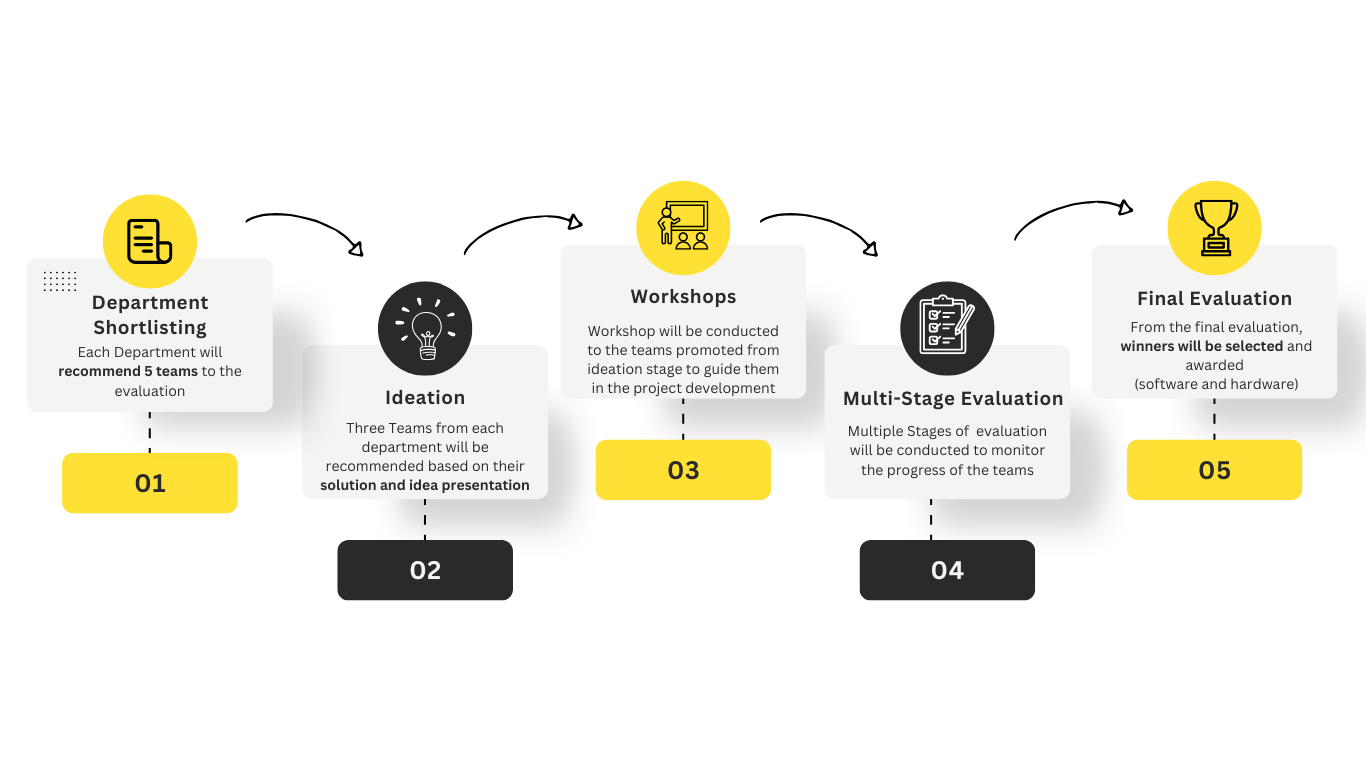 Department
Shortlisting
Each Department will
recommend 5 teams to the
evaluation
01
Ideation
Three Teams from each
department will be
recommended based on their
solution and idea presentation
02
Workshops
Workshop will be conducted
to the teams promoted from
ideation stage to guide them
in the project development
03
Multi-Stage Evaluation
Multiple Stages of evaluation
will be conducted to monitor
the progress of the teams
04
Final Evaluation
From the final evaluation,
winners will be selected and
awarded
(software and hardware)
05